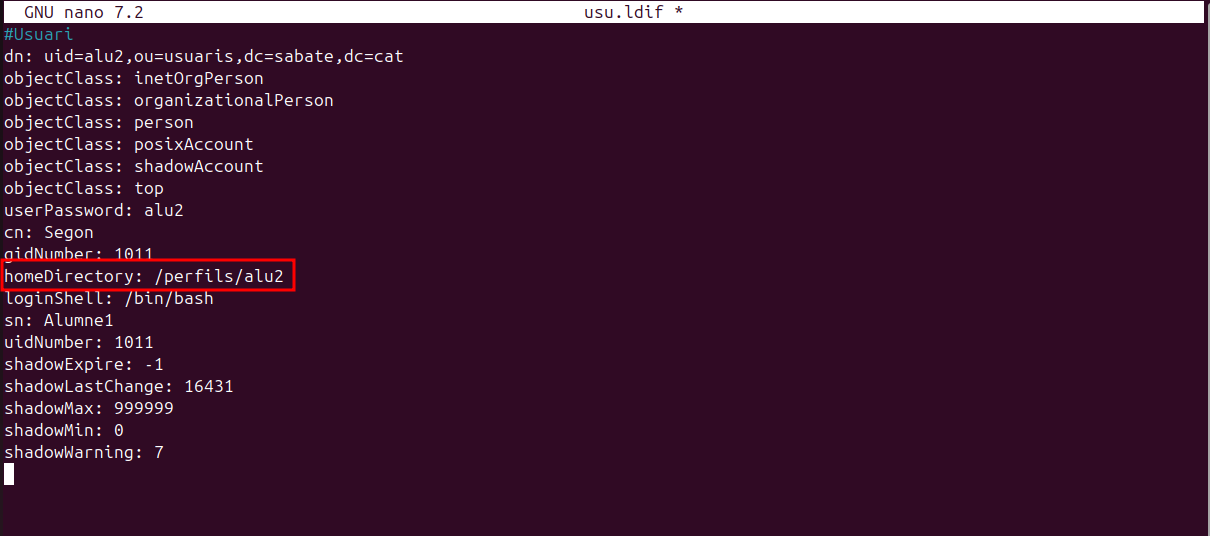 GNU nano 7.2 usu.ldif *
#Usuari
dn: uid=alu2,ou=usuaris,dc=sabate,dc=cat
objectClass: inetOrgPerson
objectClass: organizationalPerson
objectClass: person
objectClass: posixAccount
objectClass: shadowAccount
objectClass: top
userPassword: alu2
cn: Segon
gidNumber: 1011
homeDirectory: /perfils/alu2
loginShell: /bin/bash
sn: Alumne1
uidNumber: 1011
shadowExpire: -1
shadowLastChange: 16431
shadowMax: 999999
shadowMin: 0
shadowWarning: 7